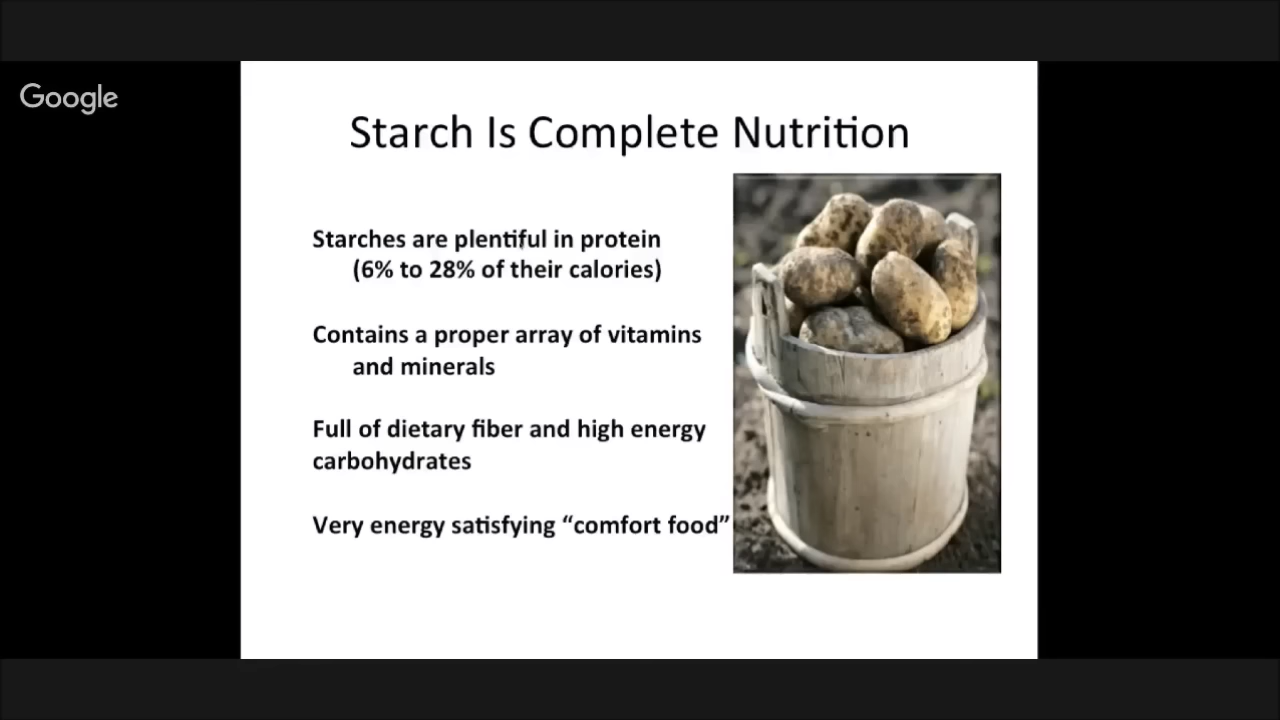 Google
Starch Is Complete Nutrition
Starches are plentiful in protein
(6% to 28% of their calories)
Contains a proper array of vitamins
and minerals
Full of dietary fiber and high energy
carbohydrates
Very energy satisfying “comfort food”